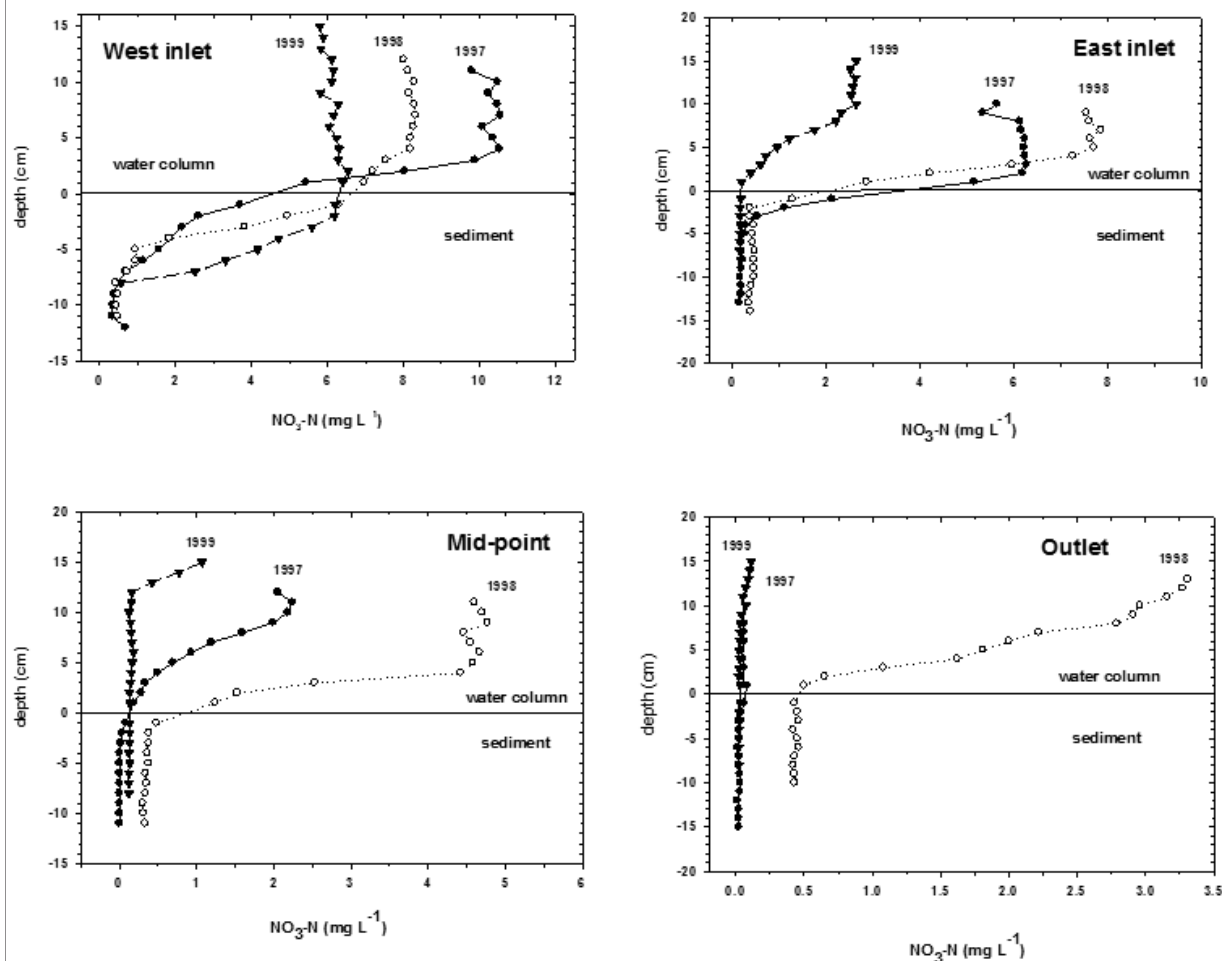 West inlet
1999
1998
1997
water column
sediment
depth (cm)
15
10
5
0
-5
-10
-15
0 2 4 6 8 10 12
NO3-N (mg L-1)
East inlet
1999
1997
1998
water column
sediment
depth (cm)
20
15
10
5
0
-5
-10
-15
-20
0 2 4 6 8 10
NO3-N (mg L-1)
Mid-point
1999
1997
1998
water column
sediment
depth (cm)
20
15
10
5
0
-5
-10
-15
0 1 2 3 4 5 6
NO3-N (mg L-1)
Outlet
1999
1997
1998
water column
sediment
depth (cm)
20
15
10
5
0
-5
-10
-15
-20
0.0 0.5 1.0 1.5 2.0 2.5 3.0 3.5
NO3-N (mg L-1)